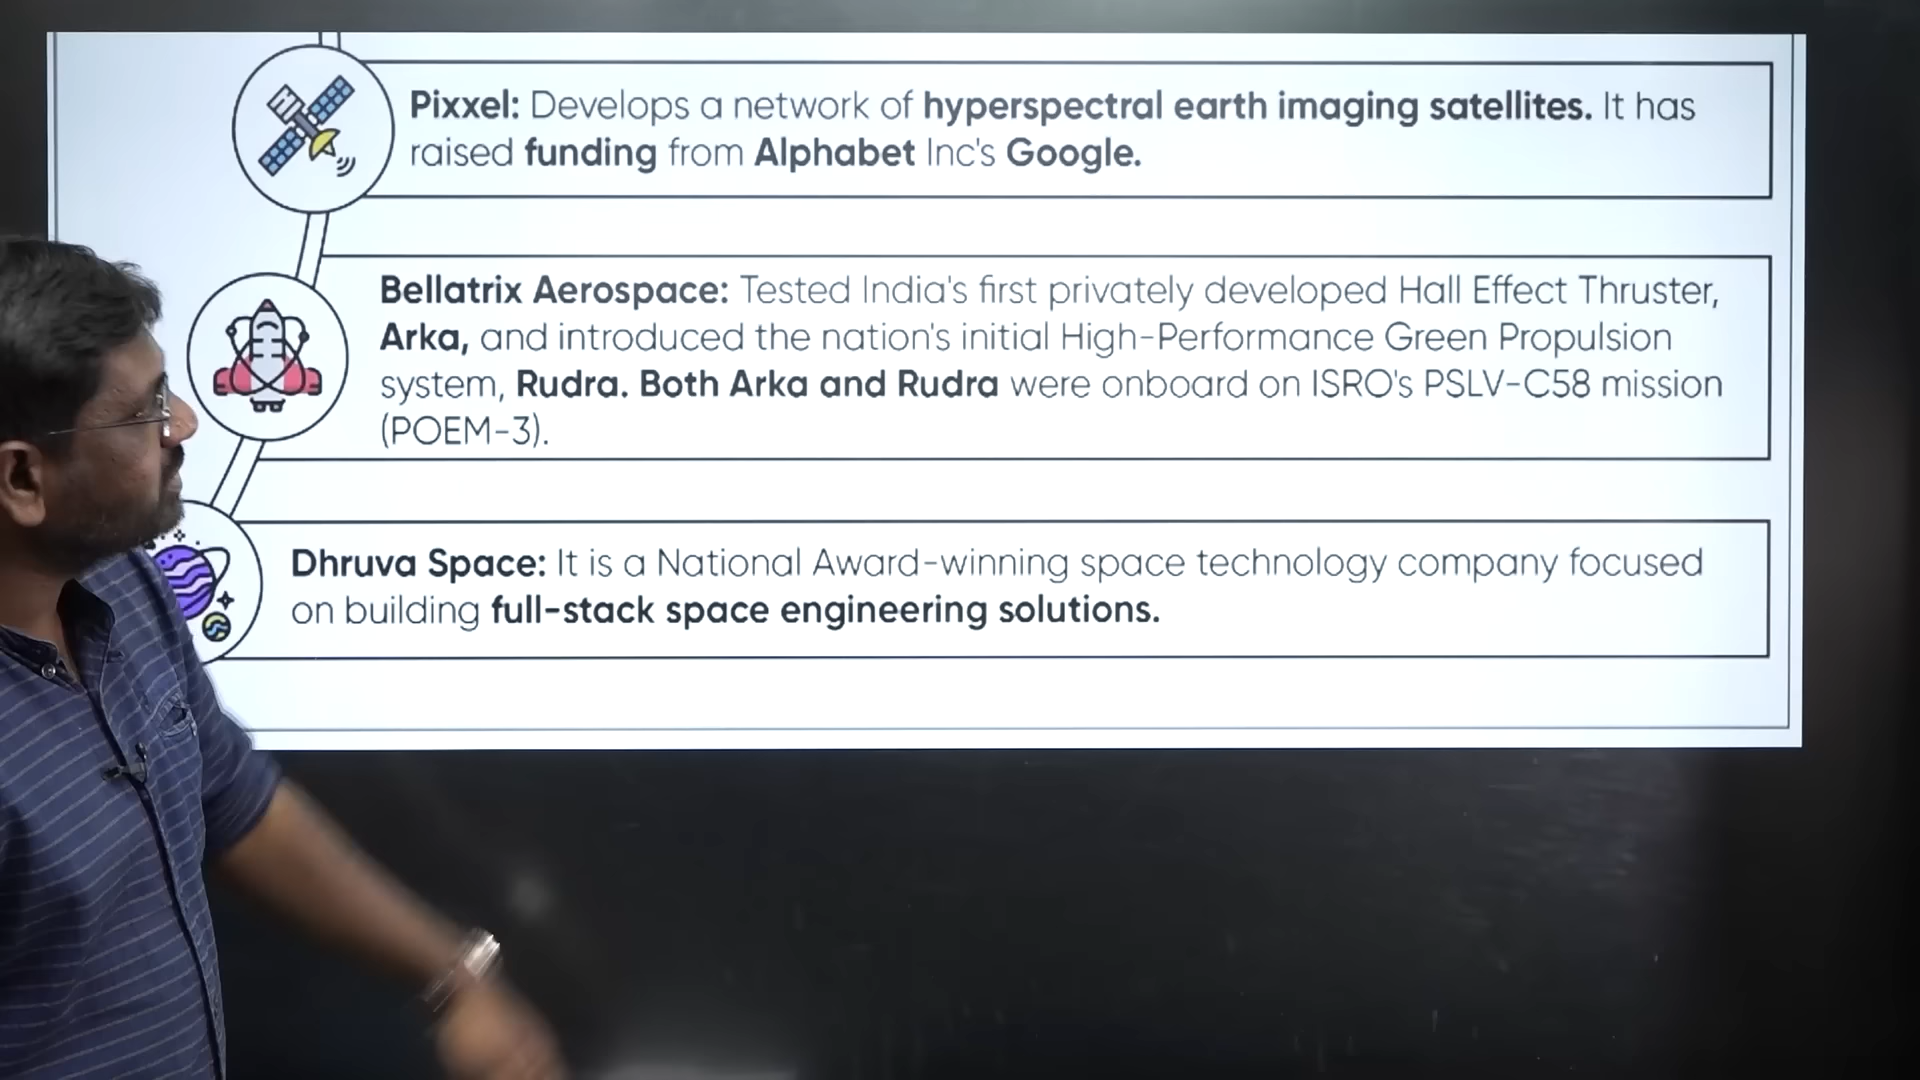 Pixxel: Develops a network of hyperspectral earth imaging satellites. It has
raised funding from Alphabet Inc's Google.
Bellatrix Aerospace: Tested India's first privately developed Hall Effect Thruster,
Arka, and introduced the nation's initial High-Performance Green Propulsion
system, Rudra. Both Arka and Rudra were onboard on ISRO's PSLV-C58 mission
(POEM-3).
Dhruva Space: It is a National Award-winning space technology company focused
on building full-stack space engineering solutions.